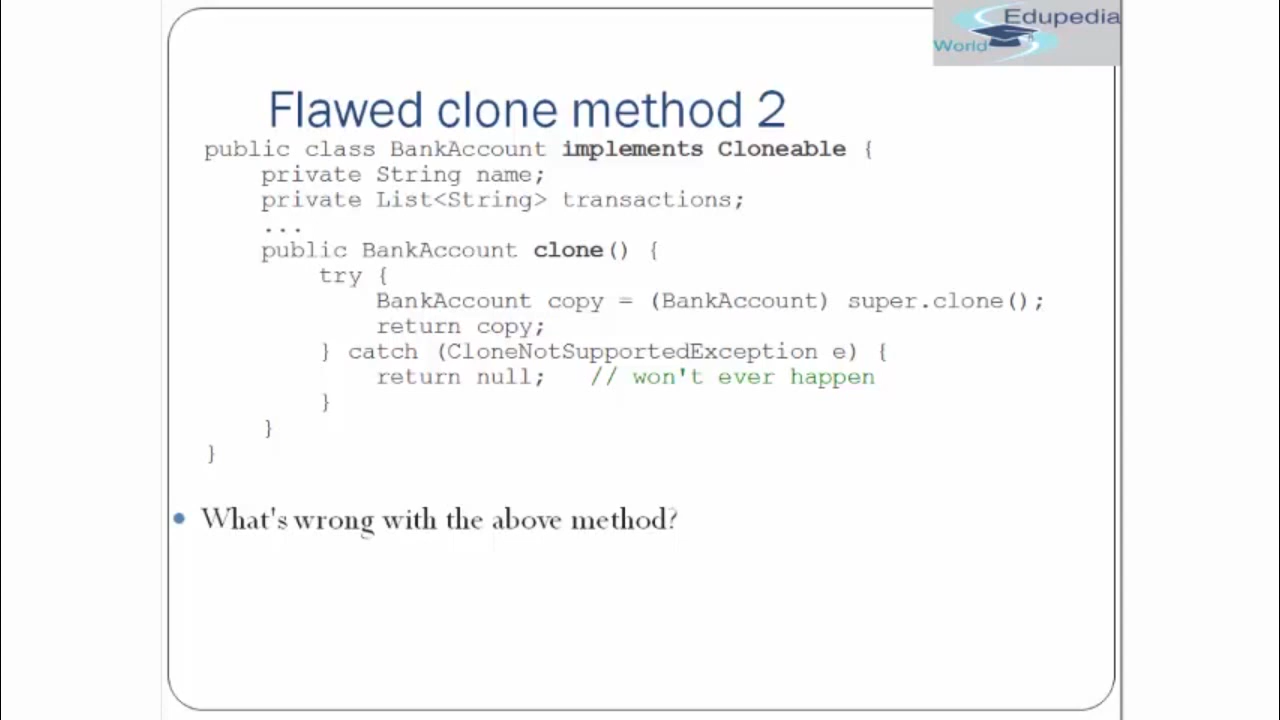 Edupedia
World
Flawed clone method 2
public class BankAccount implements Cloneable {
    private String name;
    private List<String> transactions;
    ...
    public BankAccount clone() {
        try {
            BankAccount copy = (BankAccount) super.clone();
            return copy;
        } catch (CloneNotSupportedException e) {
            return null;   // won't ever happen
        }
    }
}
• What's wrong with the above method?